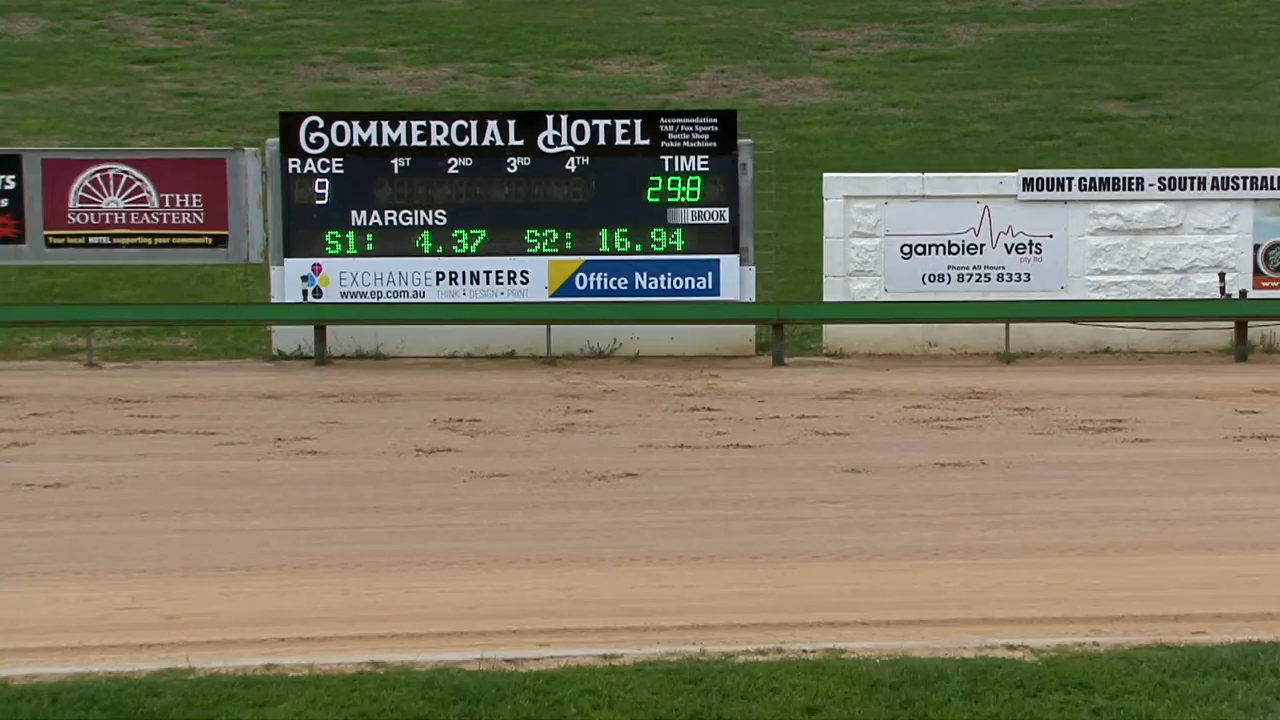 TS
s
THE
SOUTH EASTERN
Your local HOTEL supporting your community
COMMERCIAL HOTEL
Accommodation
TAB / Fox Sports
Bottle Shop
Pokie Machines
RACE 1ST 2ND 3RD 4TH TIME
9 29:8
MARGINS BROOK
S1: 4.37 S2: 16.94
EXCHANGEPRINTERS
www.ep.com.au THINK • DESIGN • PRINT
Office National
MOUNT GAMBIER - SOUTH AUSTRALI
gambier vets
pty ltd
Phone All Hours
(08) 8725 8333
www